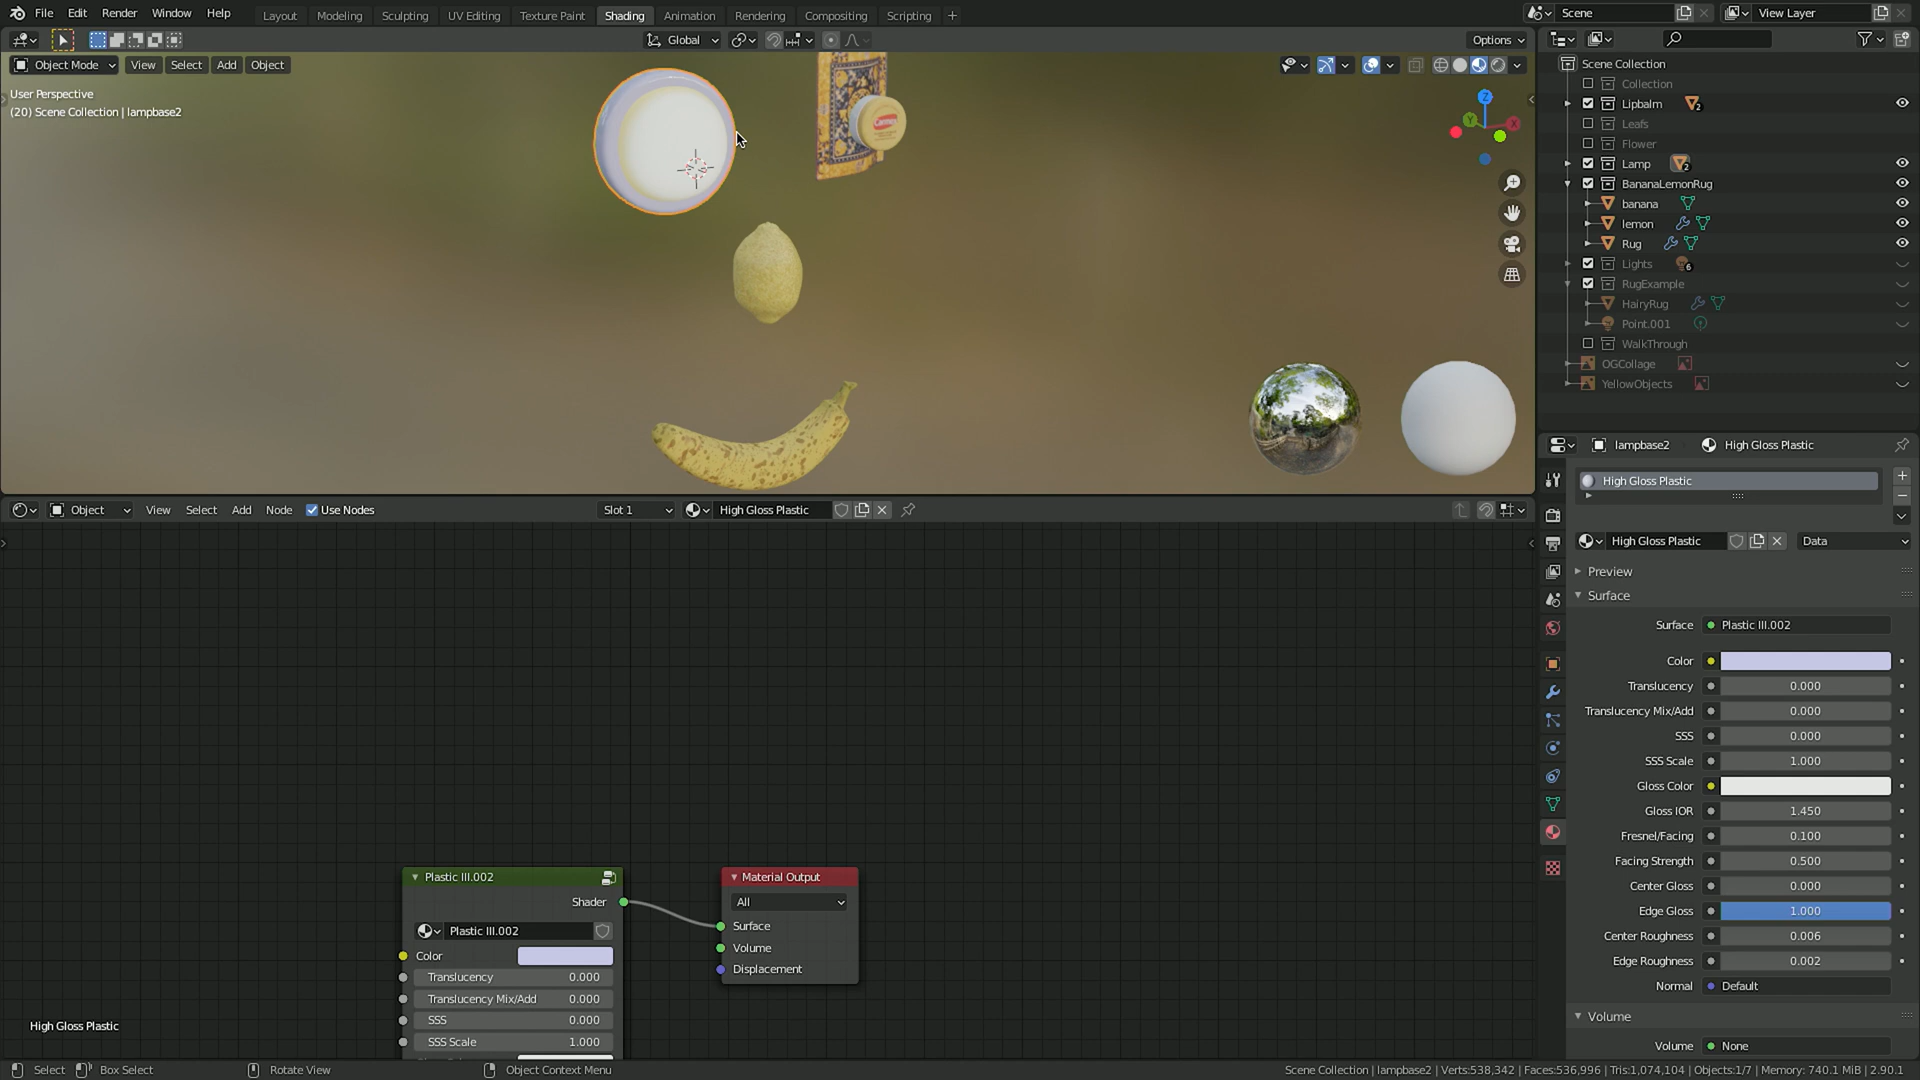 File Edit Render Window Help Layout Modeling Sculpting UV Editing Texture Paint Shading Animation Rendering Compositing Scripting + Scene View Layer
Global Options
Object Mode View Select Add Object
User Perspective
(20) Scene Collection | lampbase2
Carmex
Z
Y
X
Scene Collection
Collection
Lipbalm 2
Leafs
Flower
Lamp 2
BananaLemonRug
banana
lemon
Rug
Lights 6
RugExample
HairyRug
Point.001
WalkThrough
OGCollage
YellowObjects
lampbase2 High Gloss Plastic
High Gloss Plastic
High Gloss Plastic Data
Preview
Surface
Surface Plastic III.002
Color
Translucency 0.000
Translucency Mix/Add 0.000
SSS 0.000
SSS Scale 1.000
Gloss Color
Gloss IOR 1.450
Fresnel/Facing 0.100
Facing Strength 0.500
Center Gloss 0.000
Edge Gloss 1.000
Center Roughness 0.006
Edge Roughness 0.002
Normal Default
Volume
Volume None
Object View Select Add Node Use Nodes Slot 1 High Gloss Plastic
Plastic III.002
Shader
Plastic III.002
Color
Translucency 0.000
Translucency Mix/Add 0.000
SSS 0.000
SSS Scale 1.000
Material Output
All
Surface
Volume
Displacement
High Gloss Plastic
Select Box Select Rotate View Object Context Menu Scene Collection | lampbase2 | Verts:538,342 | Faces:536,996 | Tris:1,074,104 | Objects:1/7 | Memory: 740.1 MiB | 2.90.1